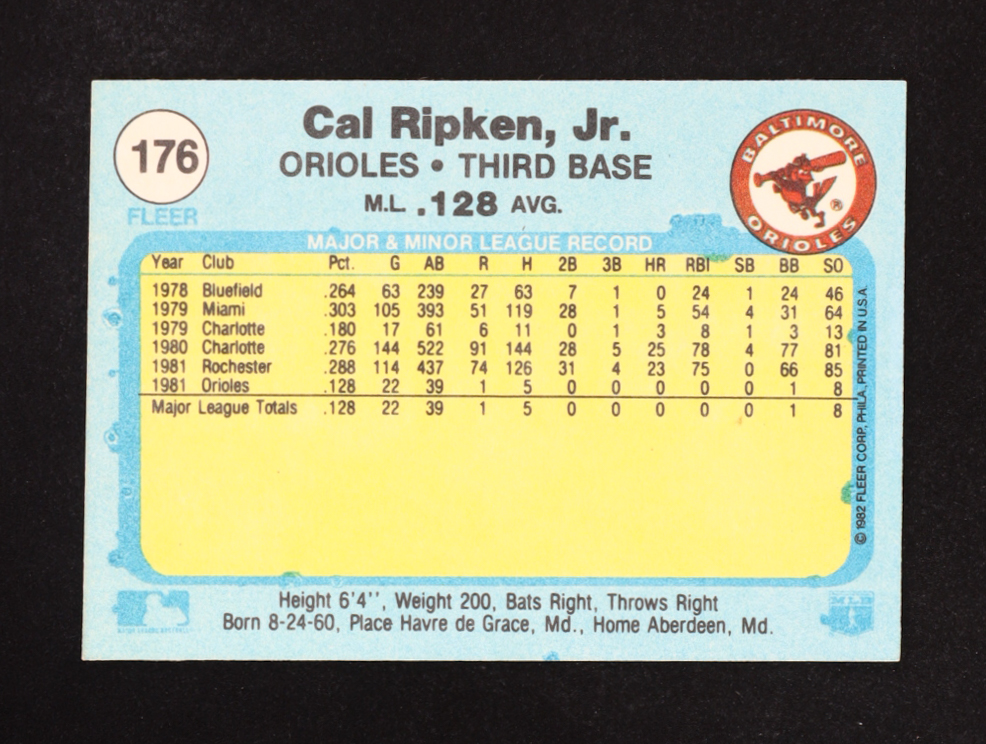 176
FLEER
Cal Ripken, Jr.
ORIOLES • THIRD BASE
M.L. .128 AVG.
BALTIMORE
ORIOLES
®
MAJOR & MINOR LEAGUE RECORD
Year Club Pct. G AB R H 2B 3B HR RBI SB BB SO
1978 Bluefield .264 63 239 27 63 7 1 0 24 1 24 46
1979 Miami .303 105 393 51 119 28 1 5 54 4 31 64
1979 Charlotte .180 17 61 6 11 0 1 3 8 1 3 13
1980 Charlotte .276 144 522 91 144 28 5 25 78 4 77 81
1981 Rochester .288 114 437 74 126 31 4 23 75 0 66 85
1981 Orioles .128 22 39 1 5 0 0 0 0 0 1 8
Major League Totals .128 22 39 1 5 0 0 0 0 0 1 8
© 1982 FLEER CORP., PHILA., PRINTED IN U.S.A.
Height 6'4'', Weight 200, Bats Right, Throws Right
Born 8-24-60, Place Havre de Grace, Md., Home Aberdeen, Md.
MAJOR LEAGUE BASEBALL